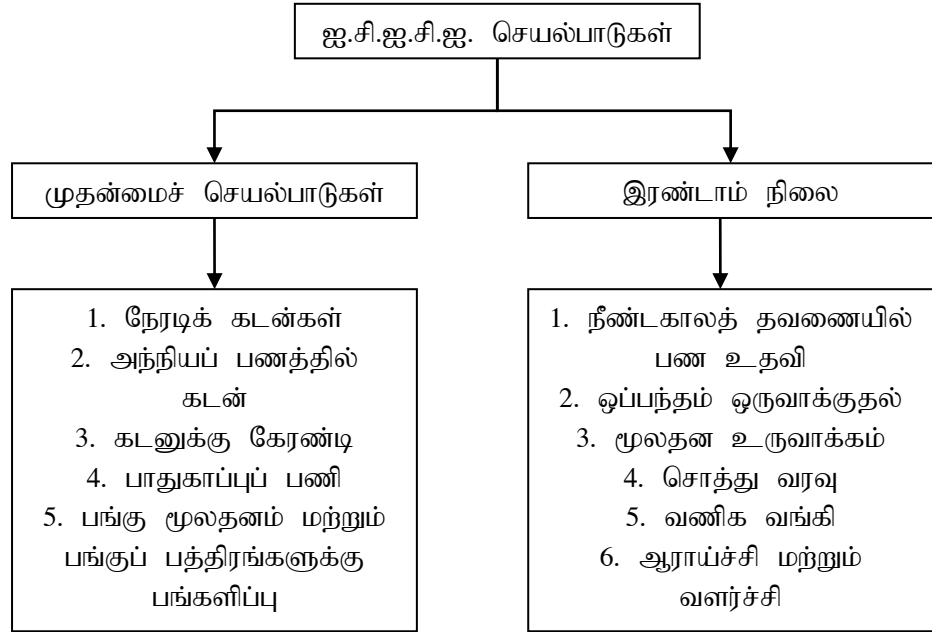 ஐ.சி.ஐ.சி.ஐ. செயல்பாடுகள்
முதன்மைச் செயல்பாடுகள்
இரண்டாம் நிலை
1. நேரடிக் கடன்கள்
2. அந்நியப் பணத்தில்
கடன்
3. கடனுக்கு கேரண்டி
4. பாதுகாப்புப் பணி
5. பங்கு மூலதனம் மற்றும்
பங்குப் பத்திரங்களுக்கு
பங்களிப்பு
1. நீண்டகாலத் தவணையில்
பண உதவி
2. ஒப்பந்தம் ஒருவாக்குதல்
3. மூலதன உருவாக்கம்
4. சொத்து வரவு
5. வணிக வங்கி
6. ஆராய்ச்சி மற்றும்
வளர்ச்சி